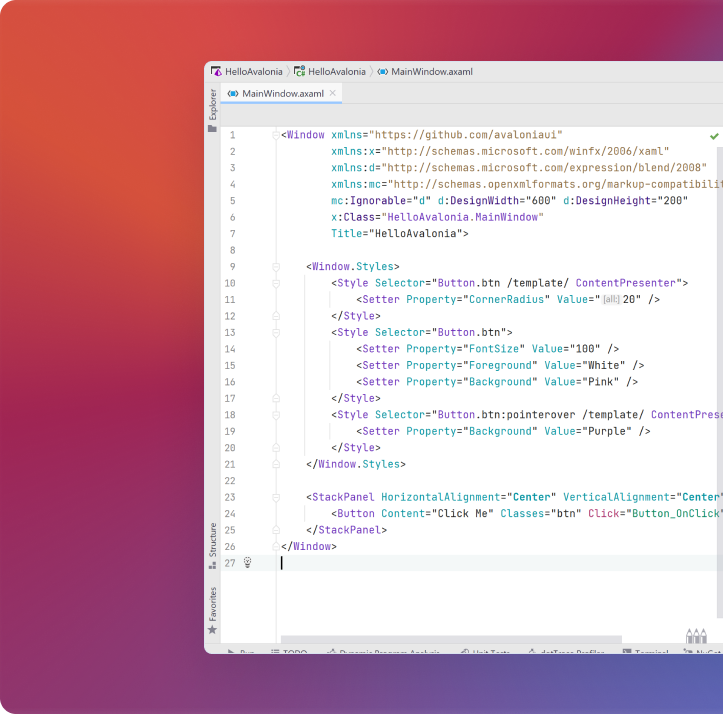 HelloAvalonia HelloAvalonia MainWindow.axaml
MainWindow.axaml
Explorer
1 <Window xmlns="https://github.com/avaloniaui"
2 xmlns:x="http://schemas.microsoft.com/winfx/2006/xaml"
3 xmlns:d="http://schemas.microsoft.com/expression/blend/2008"
4 xmlns:mc="http://schemas.openxmlformats.org/markup-compatibilit
5 mc:Ignorable="d" d:DesignWidth="600" d:DesignHeight="200"
6 x:Class="HelloAvalonia.MainWindow"
7 Title="HelloAvalonia">
8
9 <Window.Styles>
10 <Style Selector="Button.btn /template/ ContentPresenter">
11 <Setter Property="CornerRadius" Value="[all:]20" />
12 </Style>
13 <Style Selector="Button.btn">
14 <Setter Property="FontSize" Value="100" />
15 <Setter Property="Foreground" Value="White" />
16 <Setter Property="Background" Value="Pink" />
17 </Style>
18 <Style Selector="Button.btn:pointerover /template/ ContentPrese
19 <Setter Property="Background" Value="Purple" />
20 </Style>
21 </Window.Styles>
22
23 <StackPanel HorizontalAlignment="Center" VerticalAlignment="Center"
24 <Button Content="Click Me" Classes="btn" Click="Button_OnClick"
25 </StackPanel>
26 </Window>
27
Structure
Favorites
Run TODO Dynamic Program Analysis Unit Tests dotTrace Profiler Terminal NuGet